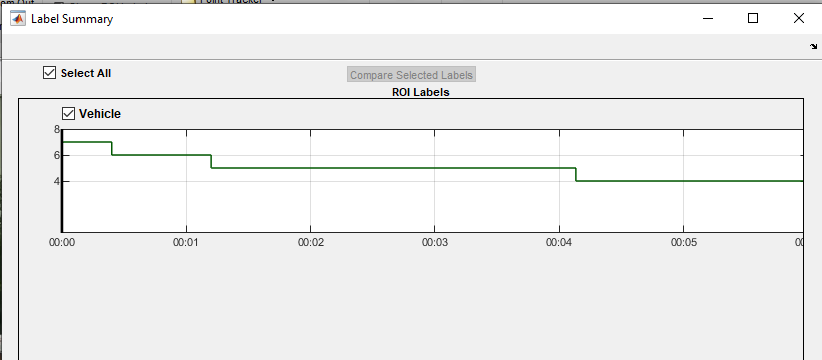 Label Summary
Select All
Compare Selected Labels
ROI Labels
Vehicle
8
6
4
00:00 00:01 00:02 00:03 00:04 00:05